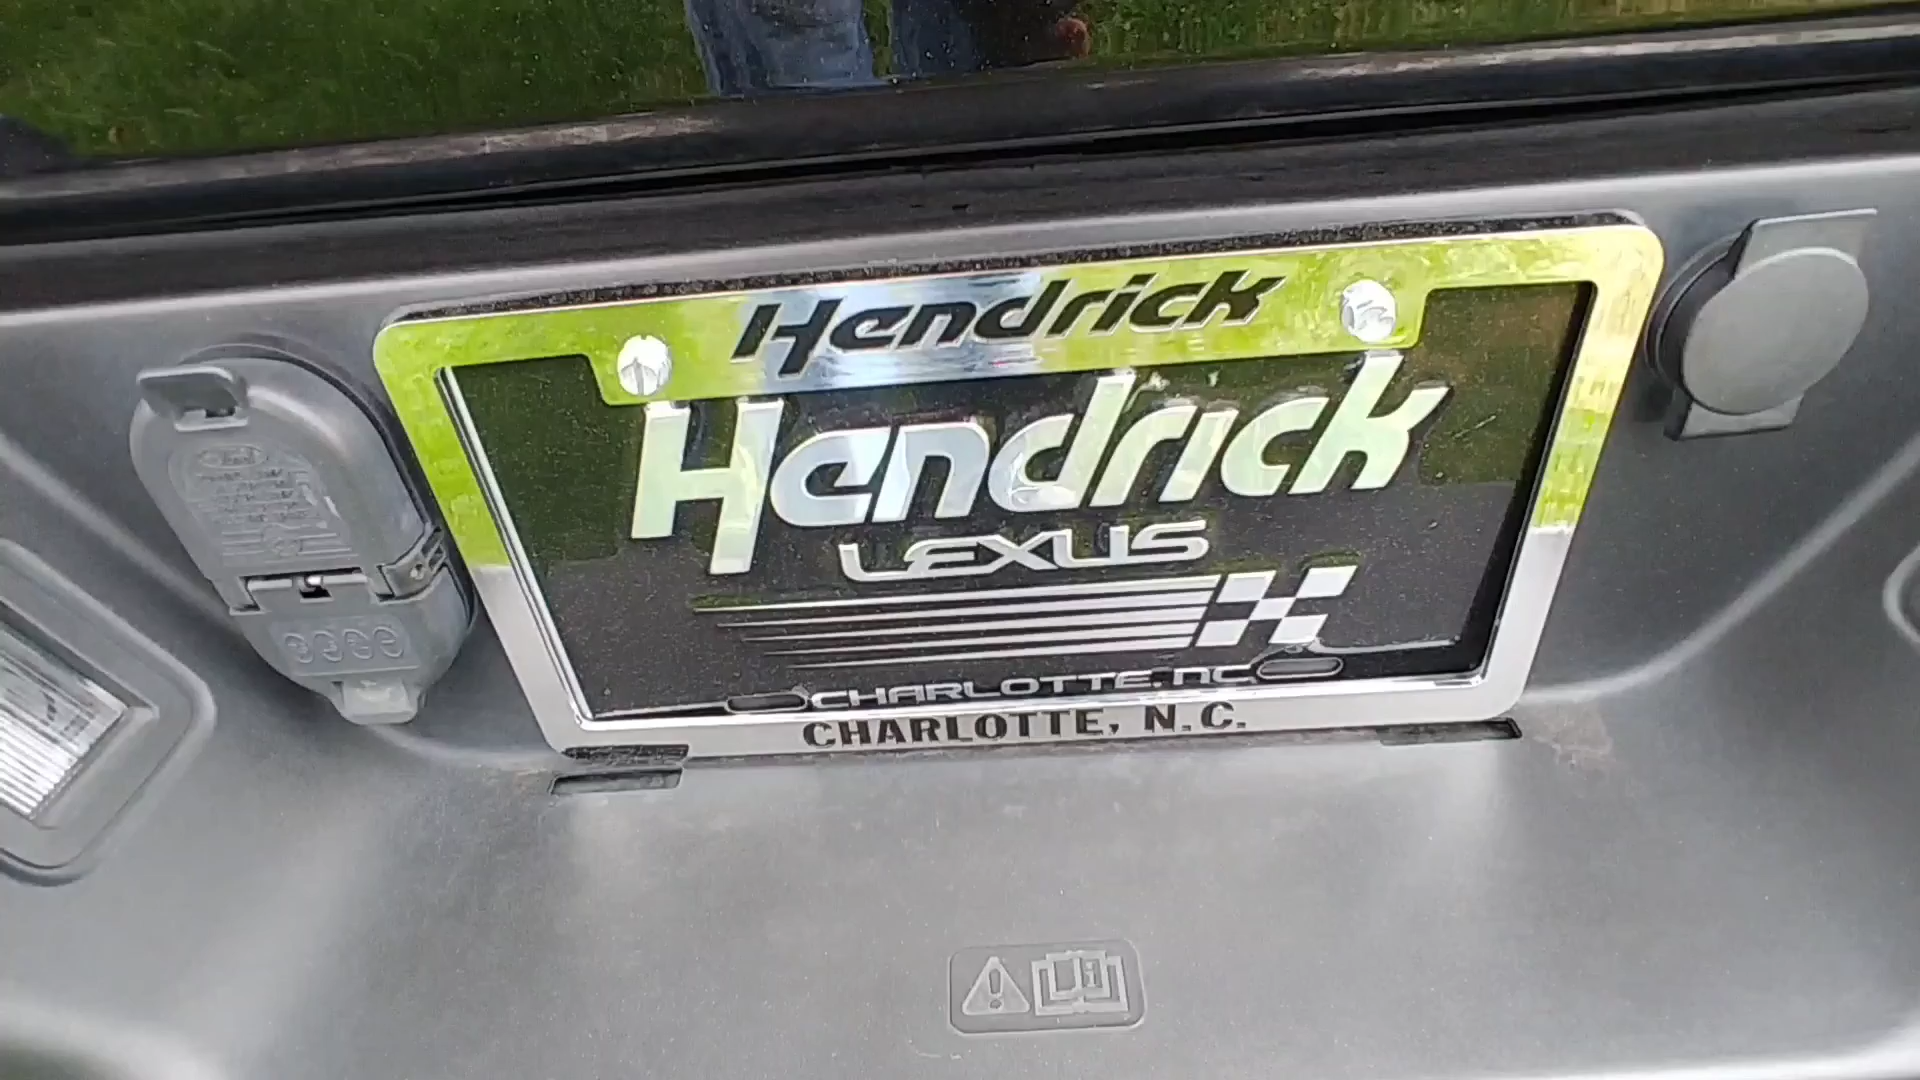 Hendrick
Hendrick
LEXUS
CHARLOTTE, NC
CHARLOTTE, N.C.